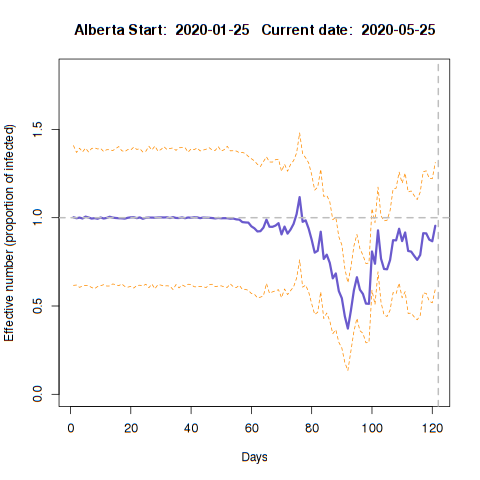 Alberta Start:  2020-01-25   Current date:  2020-05-25
Effective number (proportion of infected)
1.5
1.0
0.5
0.0
0 20 40 60 80 100 120
Days